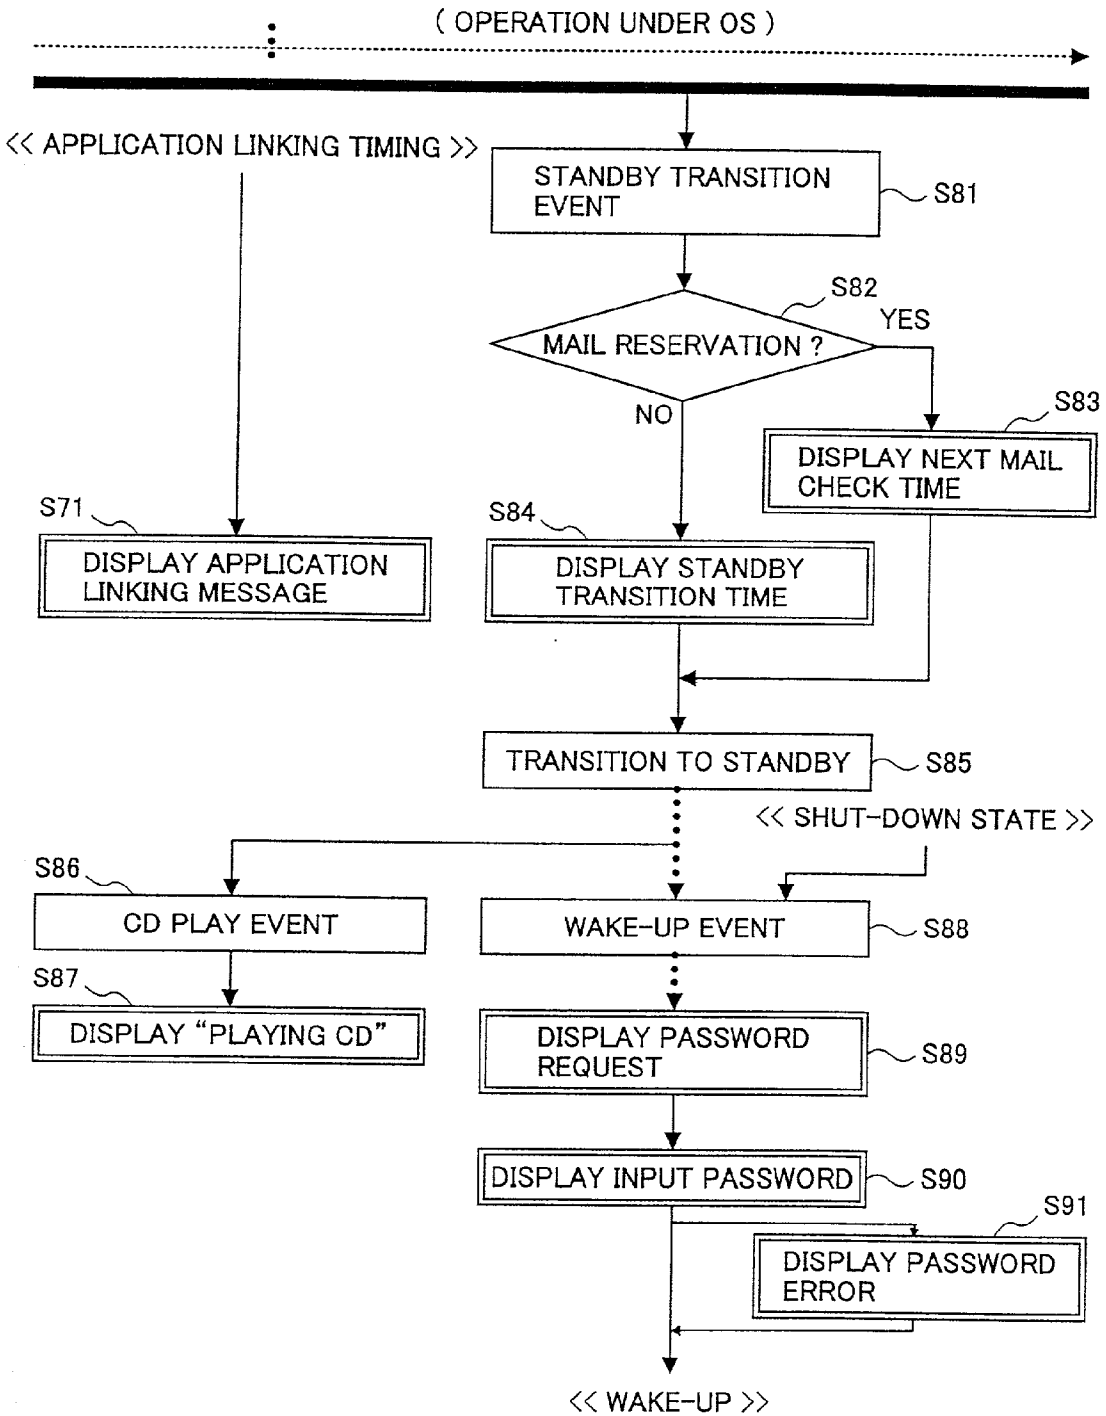 ( OPERATION UNDER OS )
<< APPLICATION LINKING TIMING >>
STANDBY TRANSITION
EVENT
S81
S82
MAIL RESERVATION ?
YES
NO
S83
DISPLAY NEXT MAIL
CHECK TIME
S71
DISPLAY APPLICATION
LINKING MESSAGE
S84
DISPLAY STANDBY
TRANSITION TIME
TRANSITION TO STANDBY
S85
<< SHUT-DOWN STATE >>
S86
CD PLAY EVENT
WAKE-UP EVENT
S88
S87
DISPLAY “PLAYING CD”
DISPLAY PASSWORD
REQUEST
S89
DISPLAY INPUT PASSWORD
S90
S91
DISPLAY PASSWORD
ERROR
<< WAKE-UP >>